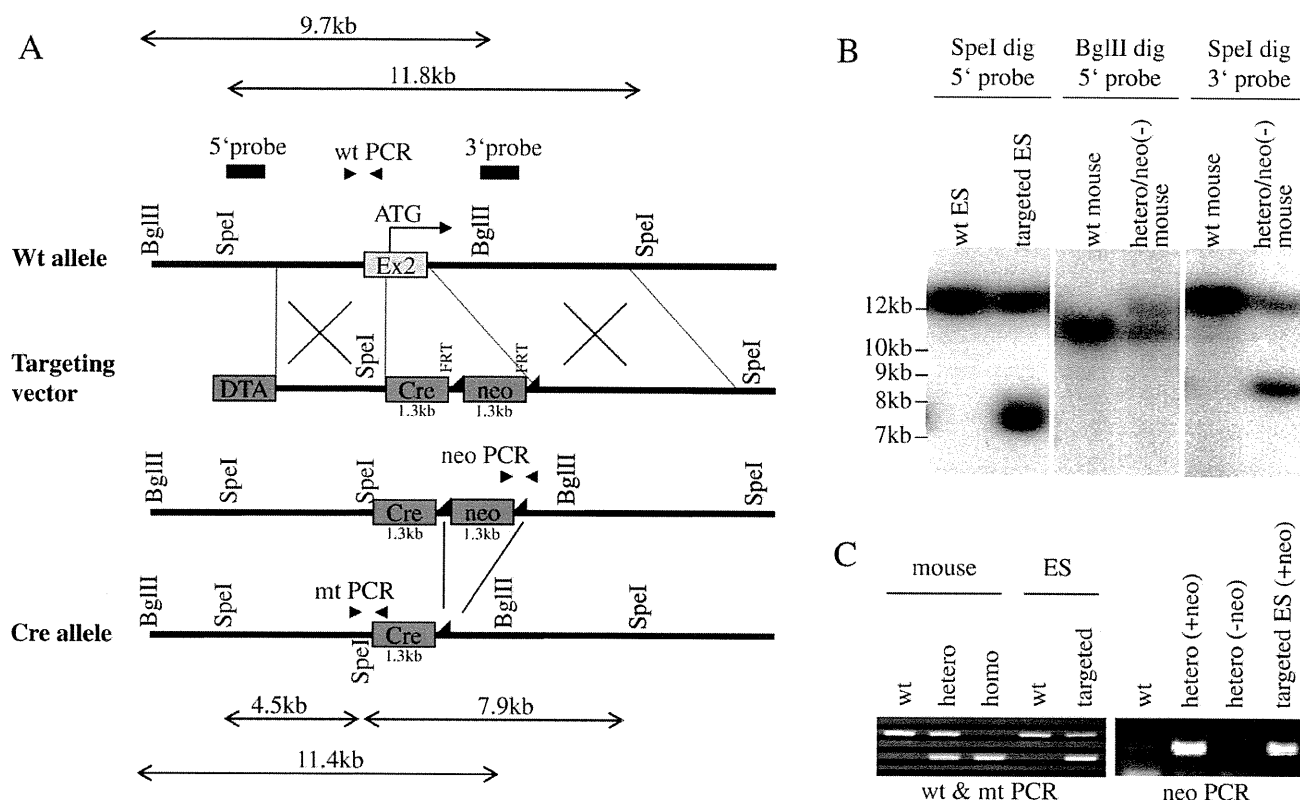 A
9.7kb
11.8kb
5‘probe
wt PCR
3‘probe
BglII
SpeI
ATG
BglII
SpeI
Wt allele
Ex2
Targeting
vector
SpeI
FRT
FRT
SpeI
DTA
Cre
neo
1.3kb
1.3kb
neo PCR
BglII
SpeI
SpeI
BglII
SpeI
Cre
neo
1.3kb
1.3kb
mt PCR
BglII
SpeI
BglII
SpeI
Cre allele
Cre
SpeI
1.3kb
4.5kb
7.9kb
11.4kb
B
SpeI dig
5‘ probe
BglII dig
5‘ probe
SpeI dig
3‘ probe
wt ES
targeted ES
wt mouse
hetero/neo(-)
mouse
wt mouse
hetero/neo(-)
mouse
12kb
10kb
9kb
8kb
7kb
C
mouse
ES
wt
hetero
homo
wt
targeted
wt
hetero (+neo)
hetero (-neo)
targeted ES (+neo)
wt & mt PCR
neo PCR